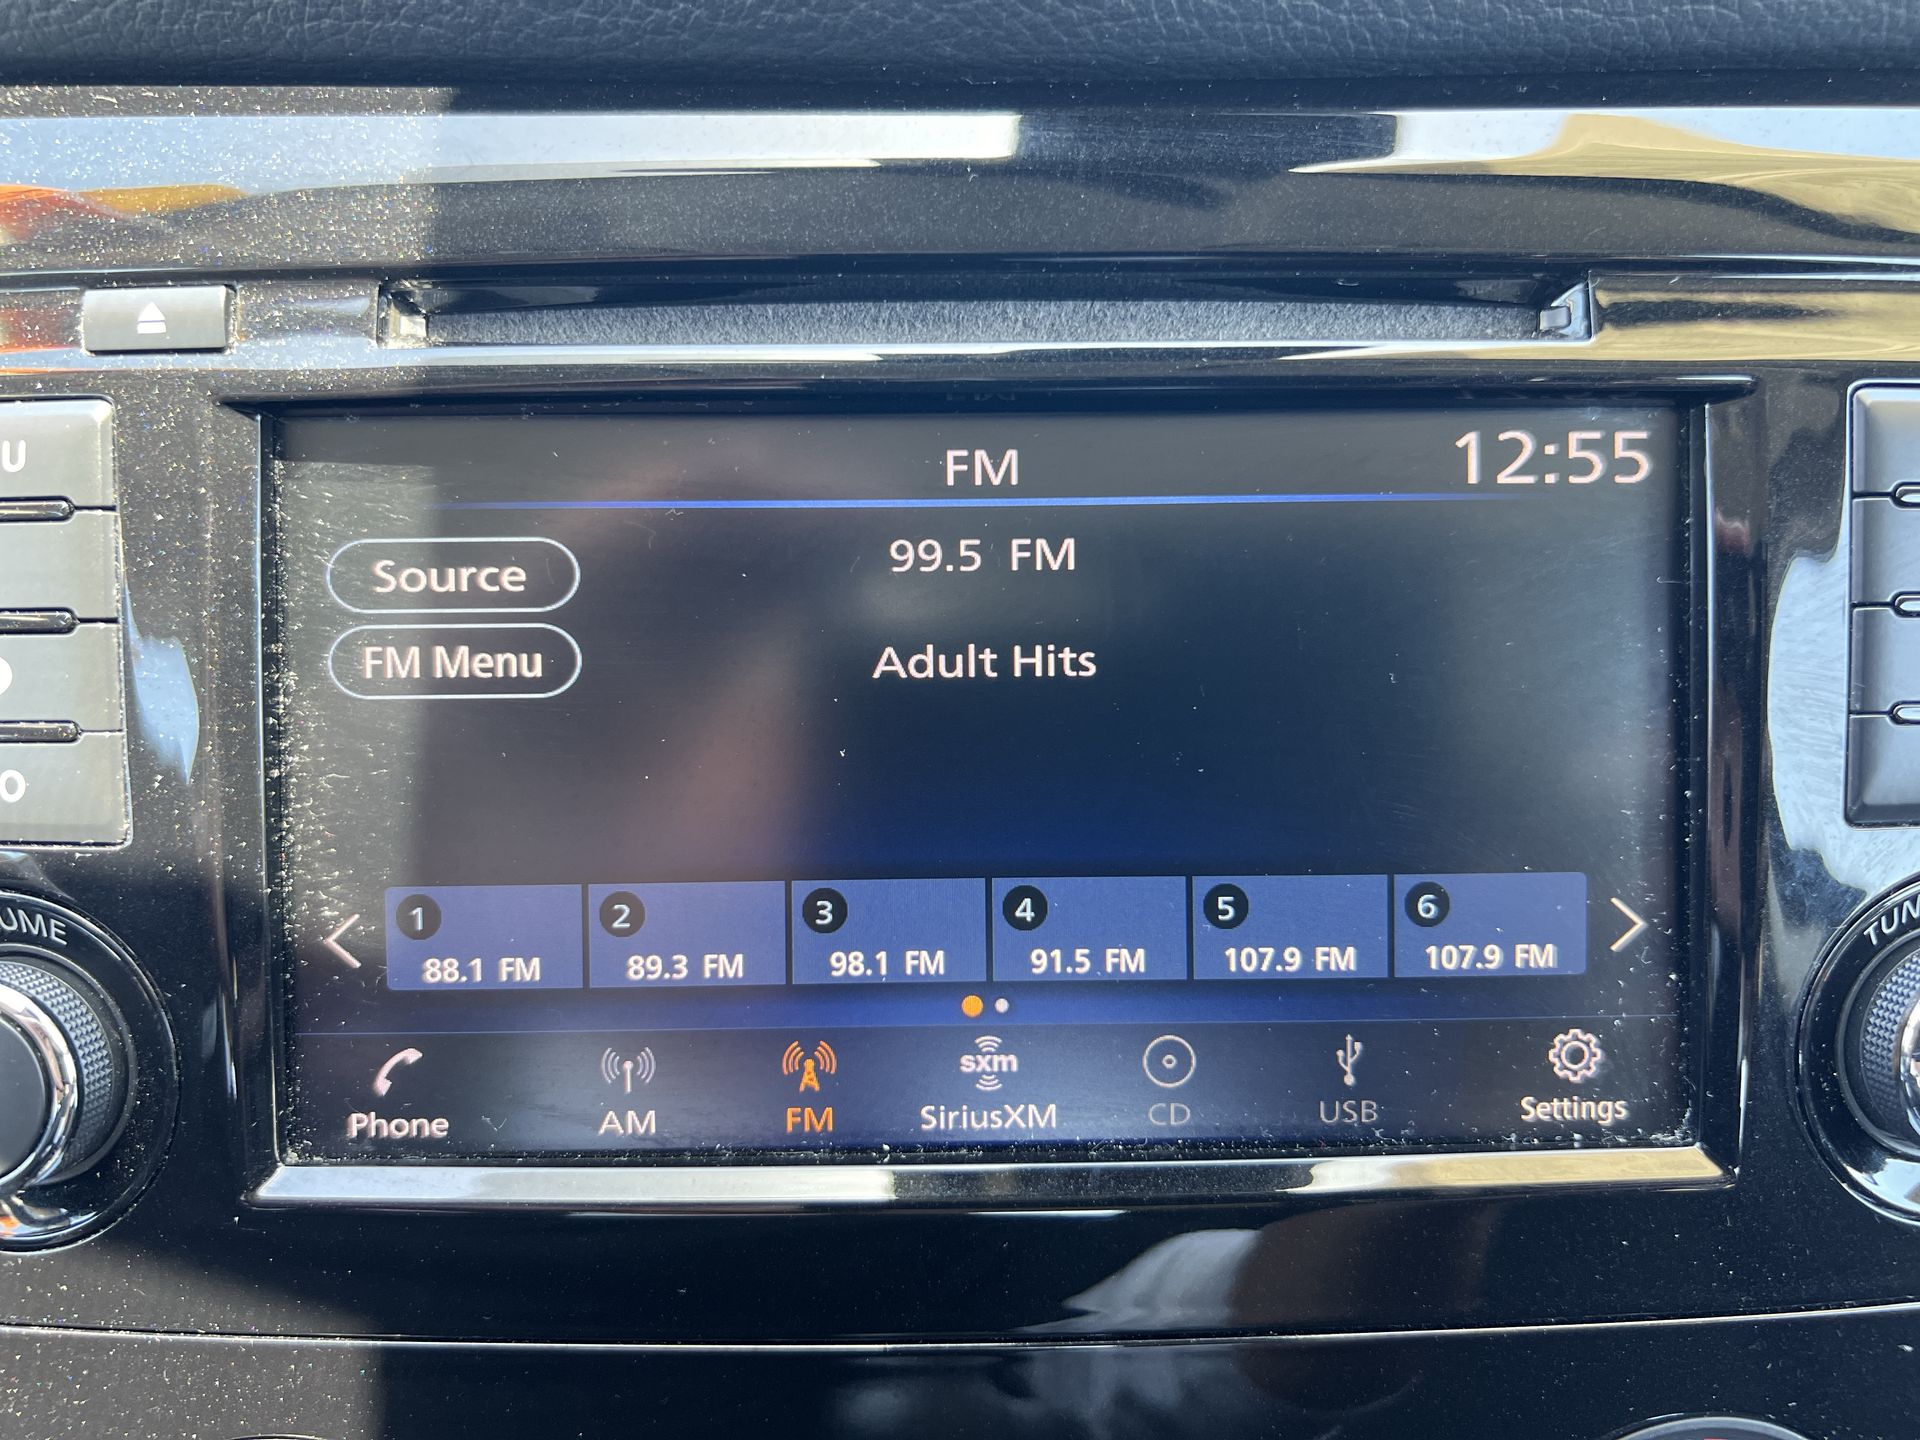 FM
12:55
99.5 FM
Source
FM Menu
Adult Hits
1
2
3
4
5
6
88.1 FM
89.3 FM
98.1 FM
91.5 FM
107.9 FM
107.9 FM
sxm
Phone
AM
FM
SiriusXM
CD
USB
Settings
U
O
UME
TUN